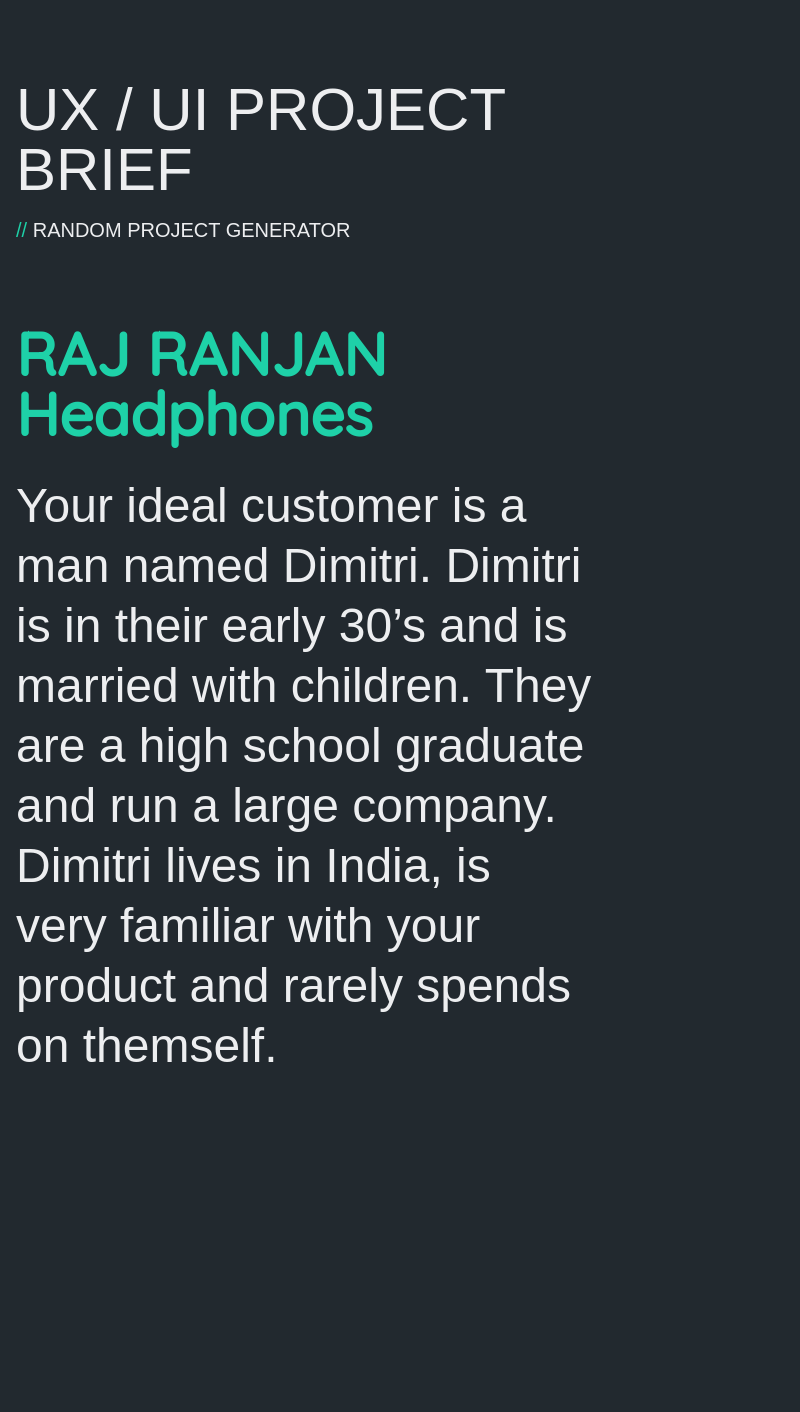 UX / UI PROJECT
BRIEF
// RANDOM PROJECT GENERATOR
RAJ RANJAN
Headphones
Your ideal customer is a
man named Dimitri. Dimitri
is in their early 30’s and is
married with children. They
are a high school graduate
and run a large company.
Dimitri lives in India, is
very familiar with your
product and rarely spends
on themself.